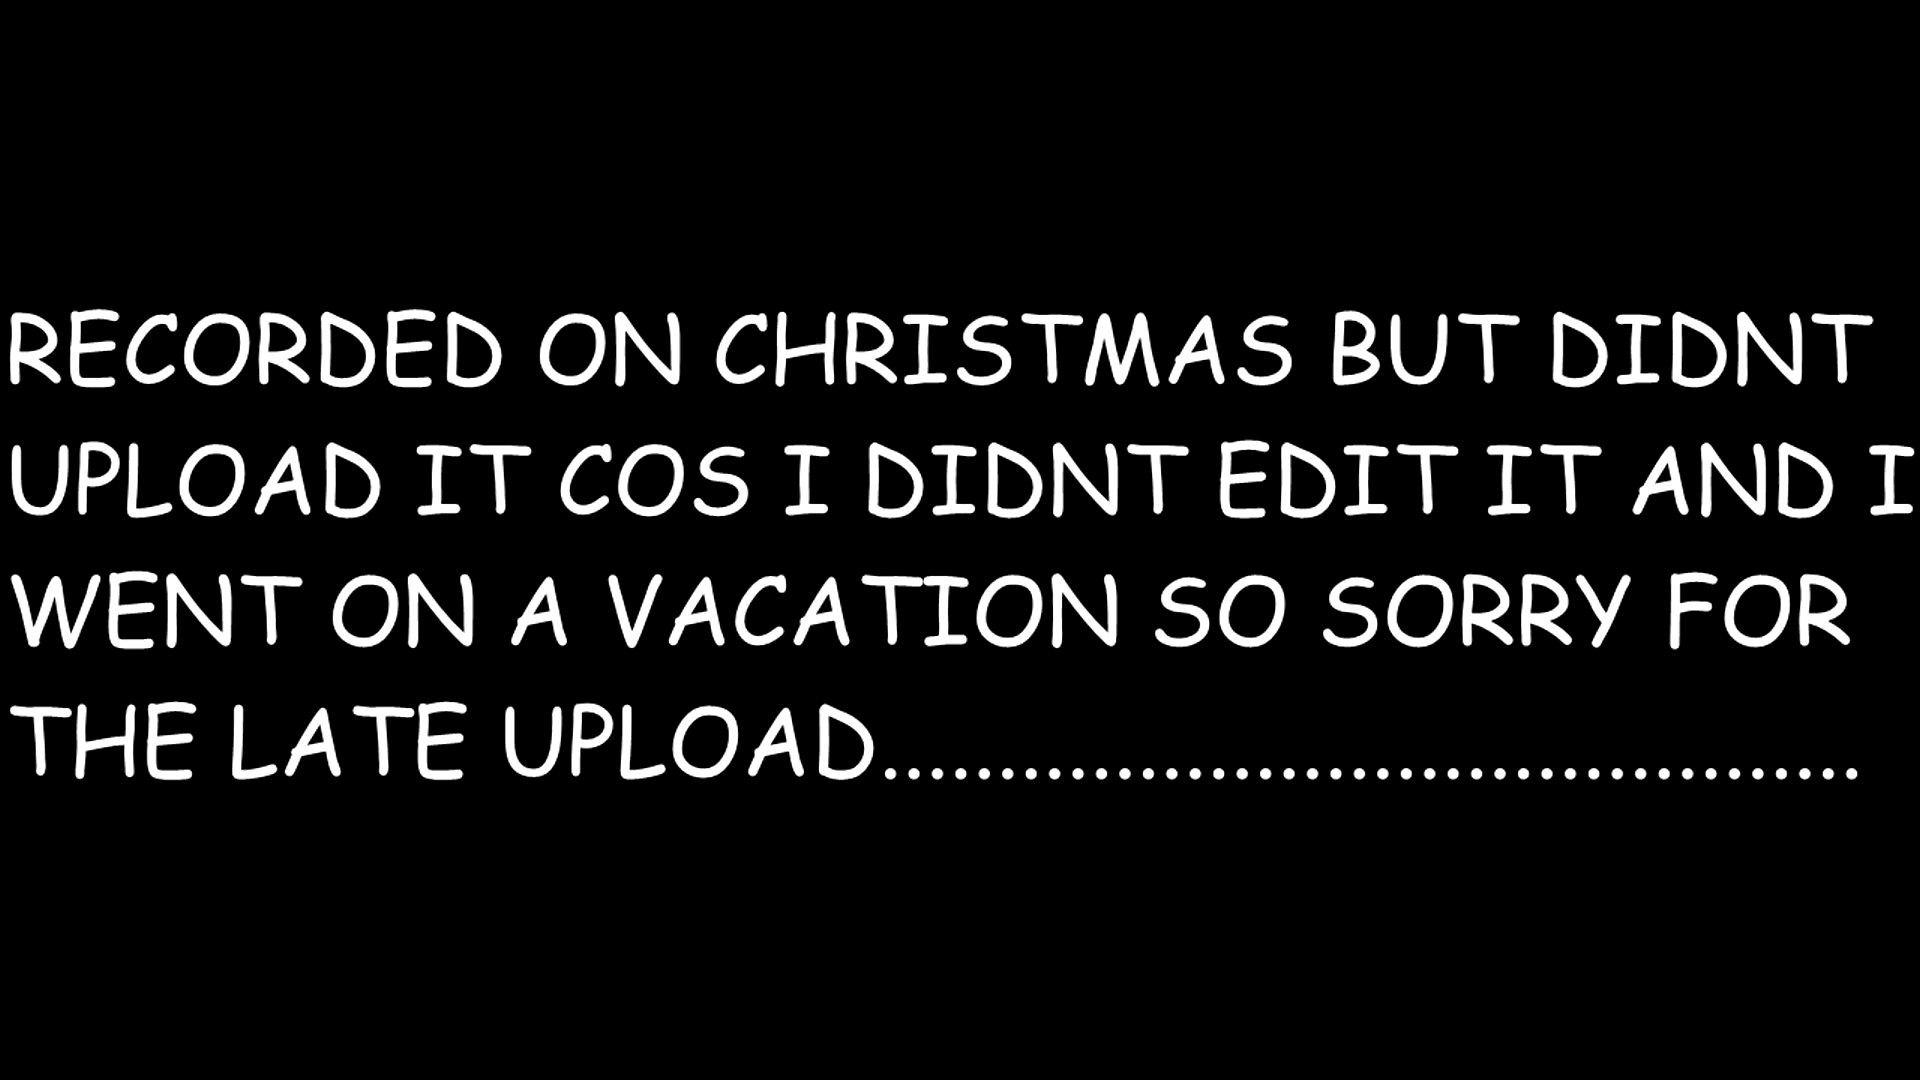 RECORDED ON CHRISTMAS BUT DIDNT
UPLOAD IT COS I DIDNT EDIT IT AND I
WENT ON A VACATION SO SORRY FOR
THE LATE UPLOAD..........................................